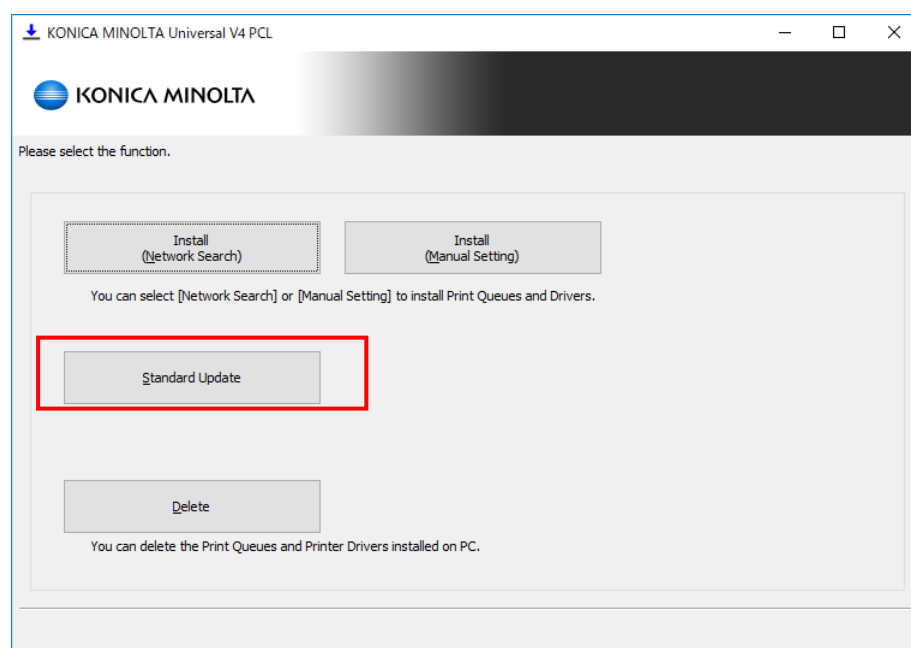 KONICA MINOLTA Universal V4 PCL
KONICA MINOLTA
Please select the function.
Install
(Network Search)
Install
(Manual Setting)
You can select [Network Search] or [Manual Setting] to install Print Queues and Drivers.
Standard Update
Delete
You can delete the Print Queues and Printer Drivers installed on PC.